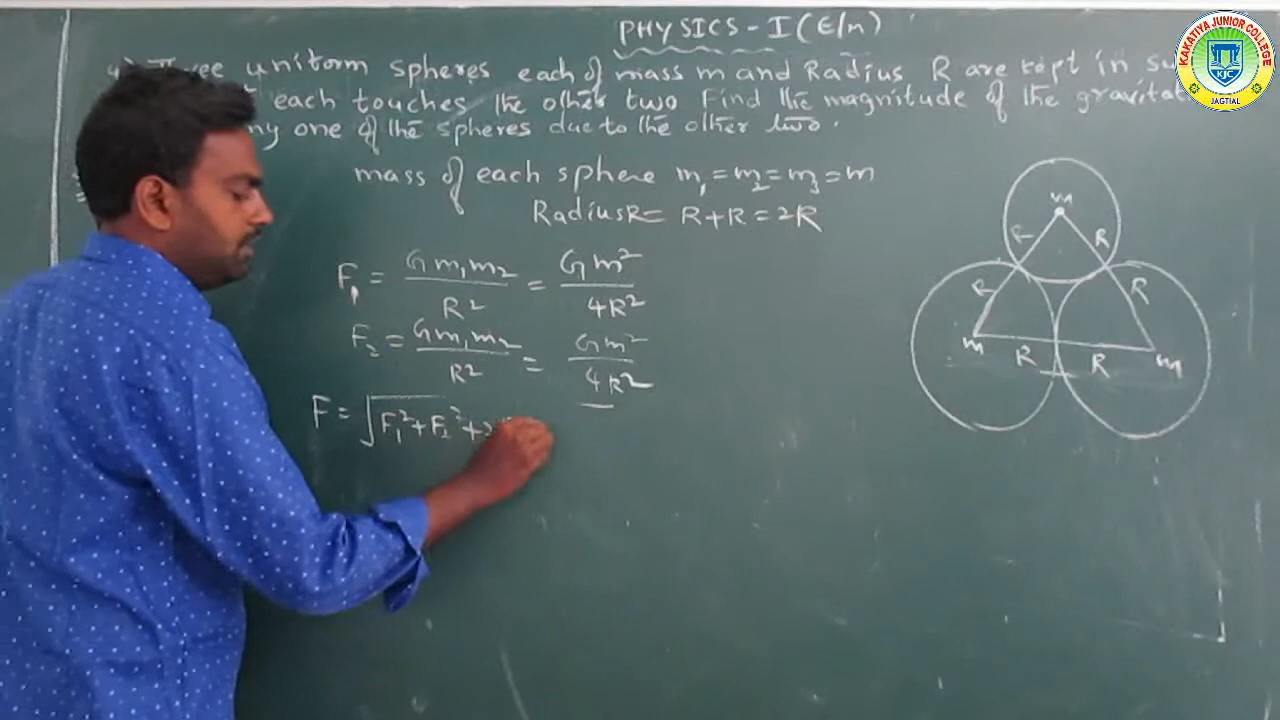 PHYSICS - I (E/m)
uniform spheres each of mass m and Radius R are kept in
each touches the other two Find the magnitude of the
one of the spheres due to the other two.
mass of each sphere m₁ = m₂ = m₃ = m
Radius R = R + R = 2R
F₁ = Gm₁m₂ / R² = Gm² / 4R²
F₂ = Gm₁m₂ / R² = Gm² / 4R²
F = √F₁² + F₂² +
m
R R
R R
m R R m
KAKATIYA JUNIOR COLLEGE
KJC
JAGTIAL